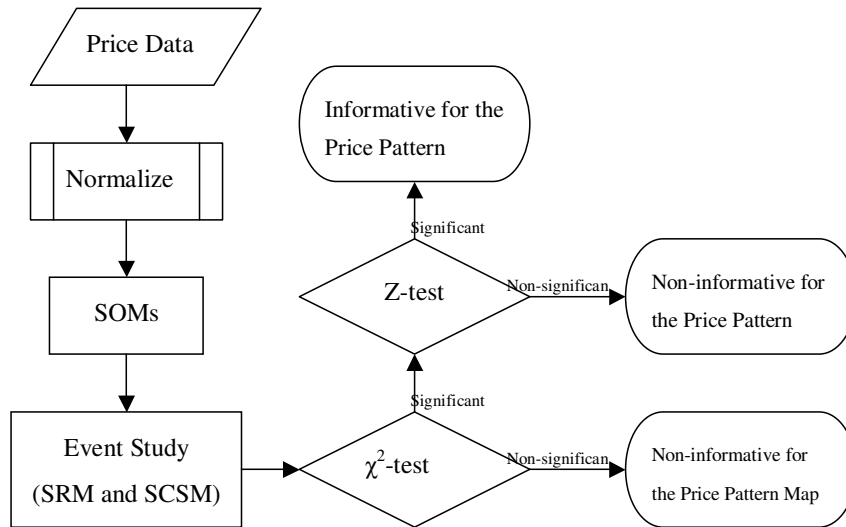 Price Data
Normalize
SOMs
Event Study
(SRM and SCSM)
χ²-test
Significant
Non-significan
Non-informative for
the Price Pattern Map
Z-test
Significant
Non-significan
Non-informative for
the Price Pattern
Informative for the
Price Pattern